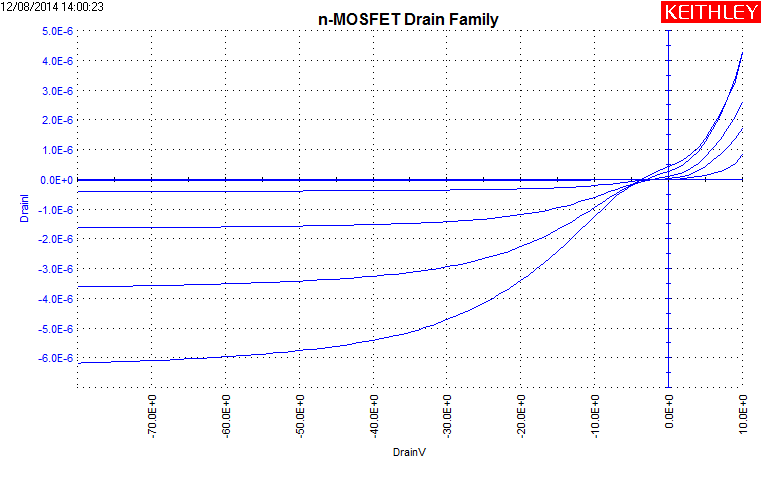 12/08/2014 14:00:23
n-MOSFET Drain Family
KEITHLEY
5.0E-6
4.0E-6
3.0E-6
2.0E-6
1.0E-6
0.0E+0
-1.0E-6
-2.0E-6
-3.0E-6
-4.0E-6
-5.0E-6
-6.0E-6
DrainI
-70.0E+0
-60.0E+0
-50.0E+0
-40.0E+0
-30.0E+0
-20.0E+0
-10.0E+0
0.0E+0
10.0E+0
DrainV